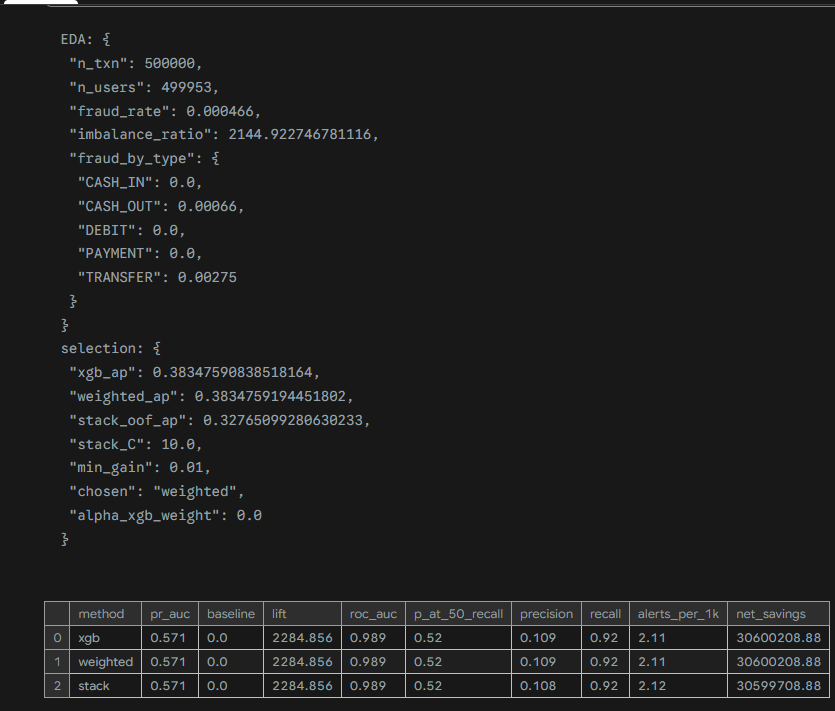 EDA: {
"n_txn": 500000,
"n_users": 499953,
"fraud_rate": 0.000466,
"imbalance_ratio": 2144.922746781116,
"fraud_by_type": {
"CASH_IN": 0.0,
"CASH_OUT": 0.00066,
"DEBIT": 0.0,
"PAYMENT": 0.0,
"TRANSFER": 0.00275
}
}
selection: {
"xgb_ap": 0.38347590838518164,
"weighted_ap": 0.3834759194451802,
"stack_oof_ap": 0.32765099280630233,
"stack_C": 10.0,
"min_gain": 0.01,
"chosen": "weighted",
"alpha_xgb_weight": 0.0
}
method pr_auc baseline lift roc_auc p_at_50_recall precision recall alerts_per_1k net_savings
0 xgb 0.571 0.0 2284.856 0.989 0.52 0.109 0.92 2.11 30600208.88
1 weighted 0.571 0.0 2284.856 0.989 0.52 0.109 0.92 2.11 30600208.88
2 stack 0.571 0.0 2284.856 0.989 0.52 0.108 0.92 2.12 30599708.88